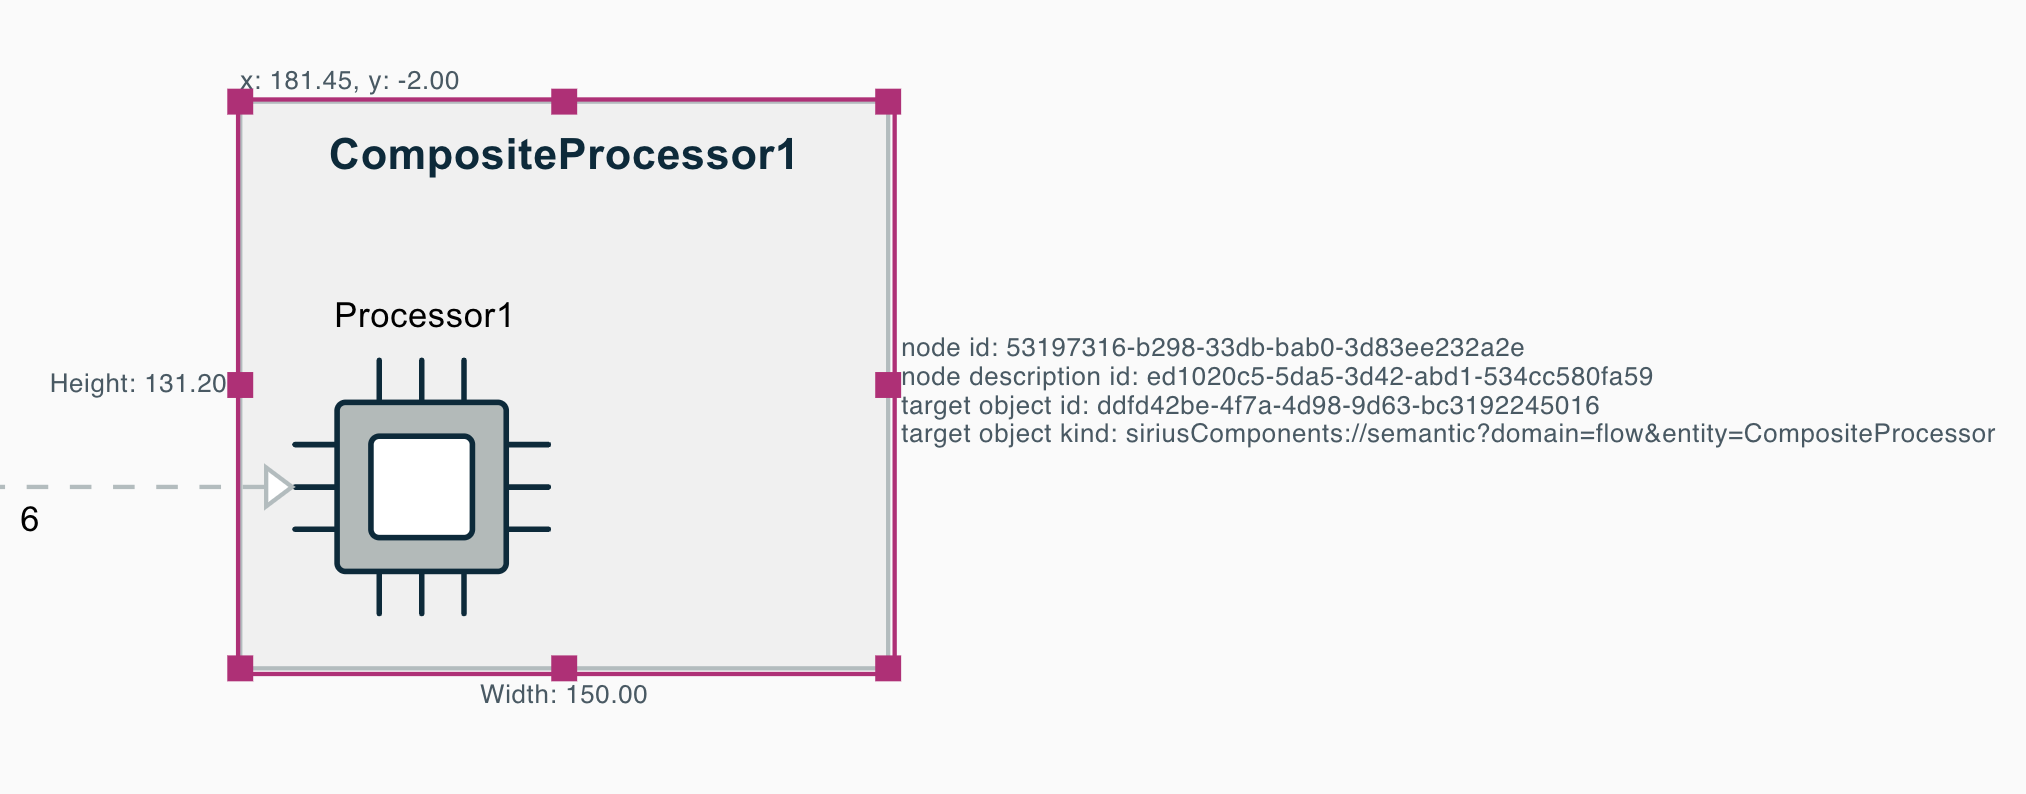 x: 181.45, y: -2.00
CompositeProcessor1
Processor1
node id: 53197316-b298-33db-bab0-3d83ee232a2e
node description id: ed1020c5-5da5-3d42-abd1-534cc580fa59
Height: 131.20
target object id: ddfd42be-4f7a-4d98-9d63-bc3192245016
target object kind: siriusComponents://semantic?domain=flow&entity=CompositeProcessor
6
Width: 150.00